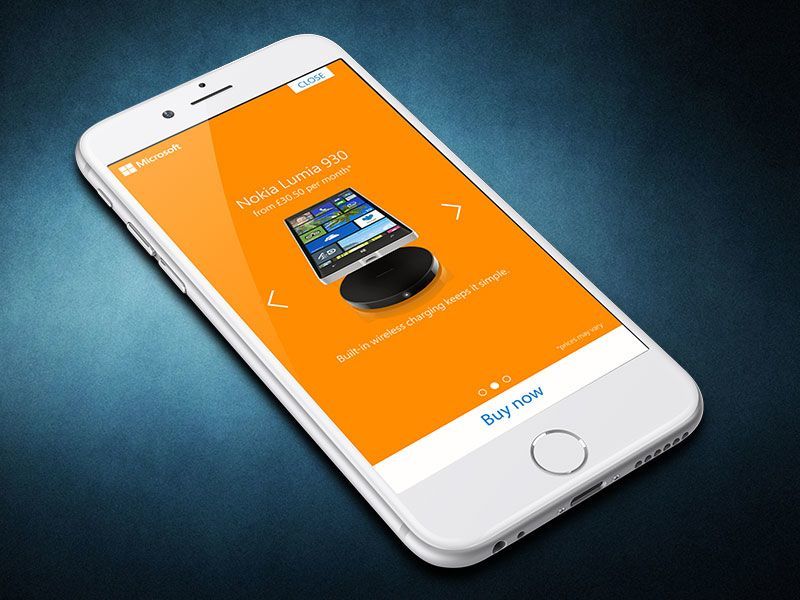 CLOSE
Microsoft
Nokia Lumia 930
from £30.50 per month*
Built-in wireless charging keeps it simple.
*prices may vary
Buy now